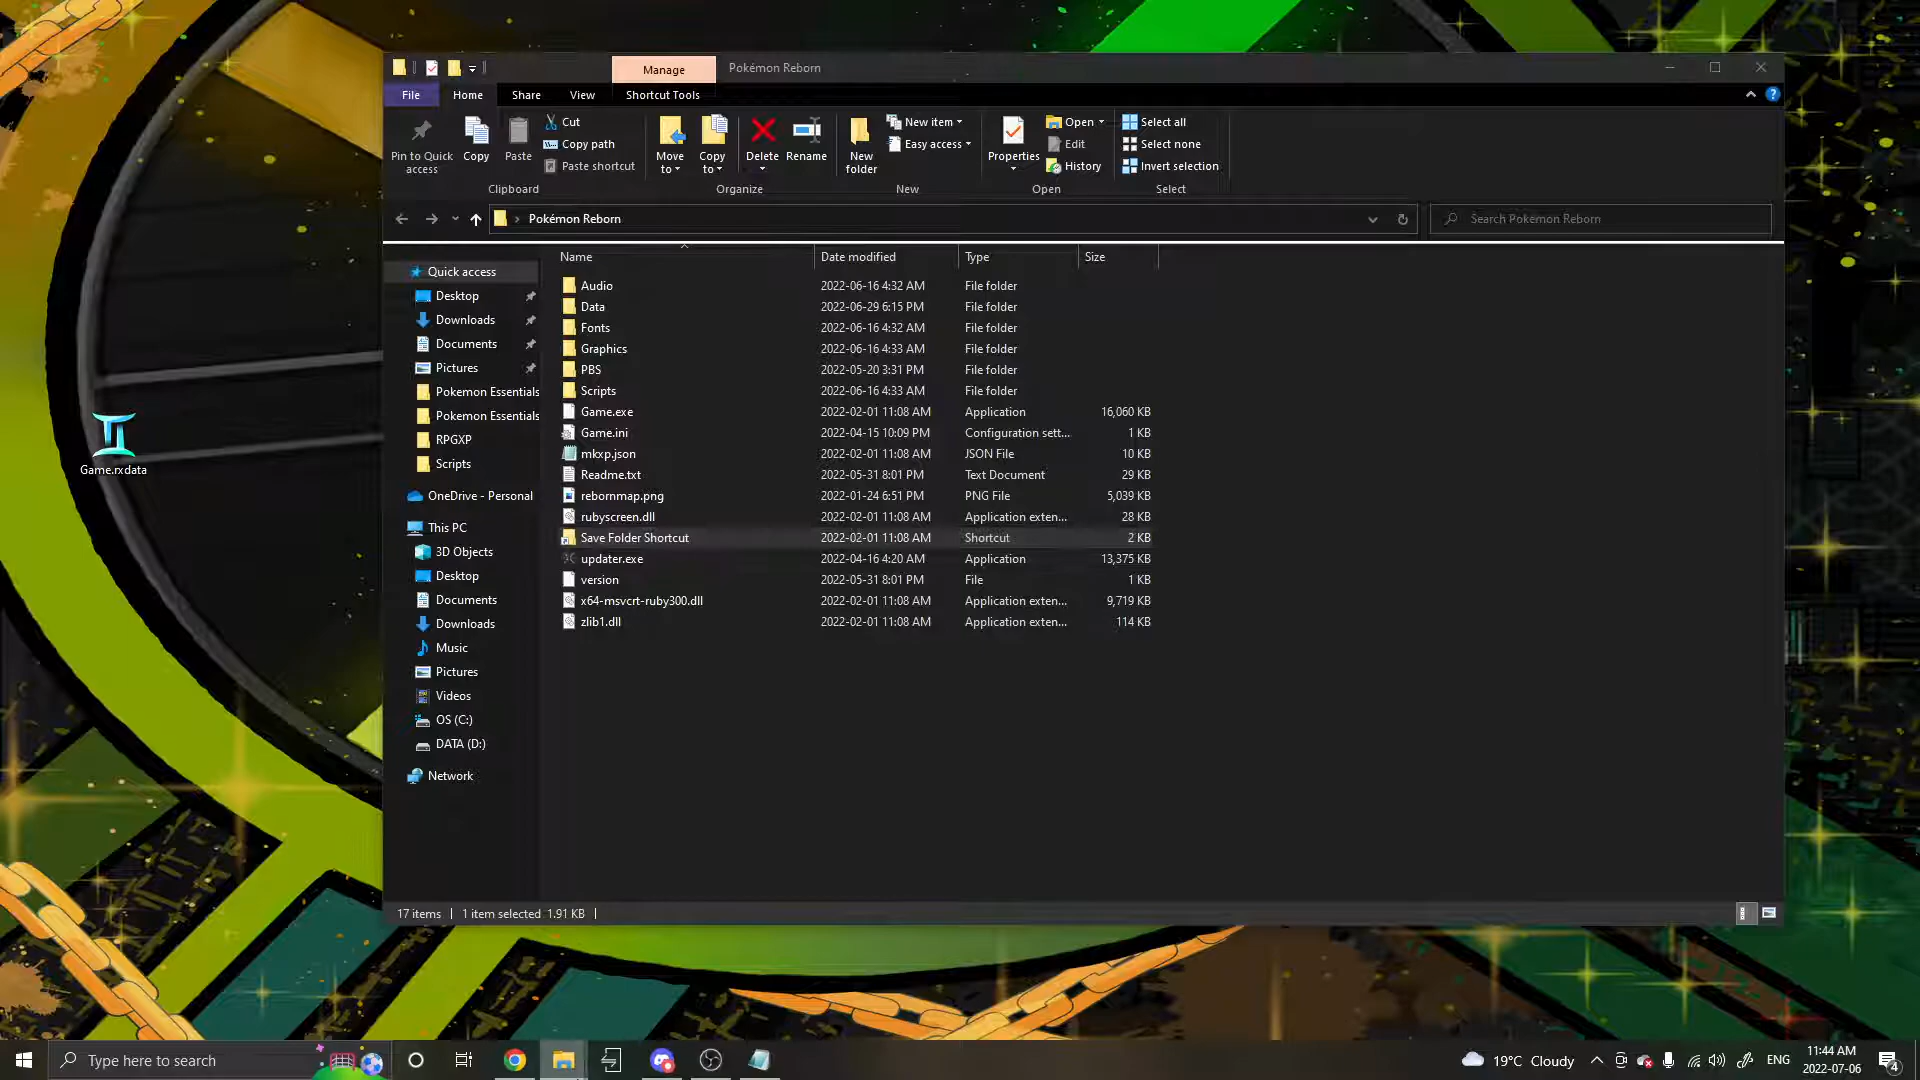 Manage
Pokémon Reborn
File
Home
Share
View
Shortcut Tools
Pin to Quick access
Copy
Paste
Cut
Copy path
Paste shortcut
Move to
Copy to
Delete
Rename
New folder
New item
Easy access
Properties
Open
Edit
History
Select all
Select none
Invert selection
Clipboard
Organize
New
Open
Select
Pokémon Reborn
Search Pokémon Reborn
Name
Date modified
Type
Size
Quick access
Desktop
Downloads
Documents
Pictures
Pokemon Essentials
Pokemon Essentials
RPGXP
Scripts
OneDrive - Personal
This PC
3D Objects
Desktop
Documents
Downloads
Music
Pictures
Videos
OS (C:)
DATA (D:)
Network
Audio 2022-06-16 4:32 AM File folder
Data 2022-06-29 6:15 PM File folder
Fonts 2022-06-16 4:32 AM File folder
Graphics 2022-06-16 4:33 AM File folder
PBS 2022-05-20 3:31 PM File folder
Scripts 2022-06-16 4:33 AM File folder
Game.exe 2022-02-01 11:08 AM Application 16,060 KB
Game.ini 2022-04-15 10:09 PM Configuration sett... 1 KB
mkxp.json 2022-02-01 11:08 AM JSON File 10 KB
Readme.txt 2022-05-31 8:01 PM Text Document 29 KB
rebornmap.png 2022-01-24 6:51 PM PNG File 5,039 KB
rubyscreen.dll 2022-02-01 11:08 AM Application exten... 28 KB
Save Folder Shortcut 2022-02-01 11:08 AM Shortcut 2 KB
updater.exe 2022-04-16 4:20 AM Application 13,375 KB
version 2022-05-31 8:01 PM File 1 KB
x64-msvcrt-ruby300.dll 2022-02-01 11:08 AM Application exten... 9,719 KB
zlib1.dll 2022-02-01 11:08 AM Application exten... 114 KB
Game.rxdata
17 items
1 item selected 1.91 KB
Type here to search
19°C Cloudy
ENG
11:44 AM
2022-07-06
4